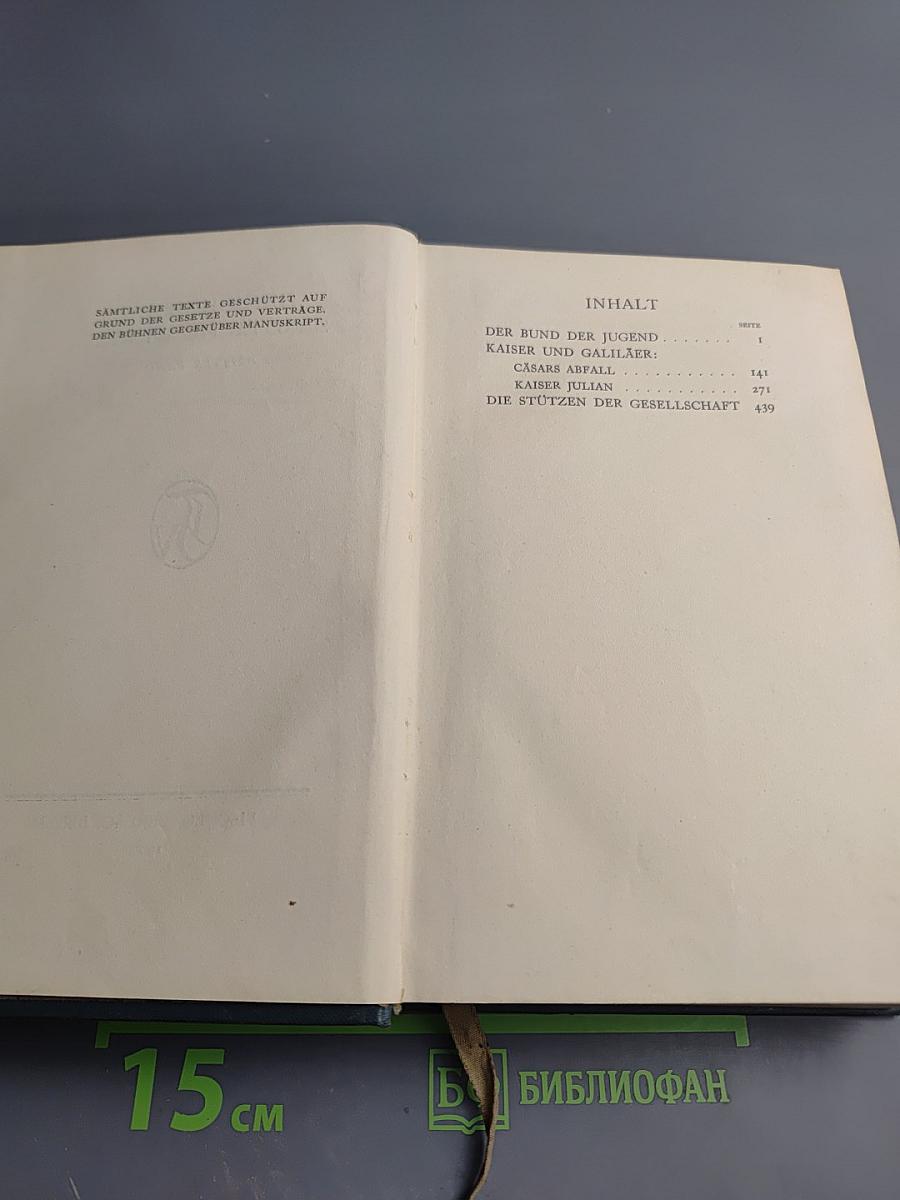 SÄMTLICHE TEXTE GESCHÜTZT AUF
GRUND DER GESETZE UND VERTRÄGE,
DEN BÜHNEN GEGENÜBER MANUSKRIPT.
INHALT
SEITE
DER BUND DER JUGEND . . . . . . . 1
KAISER UND GALILÄER:
CÄSARS ABFALL . . . . . . . . . . . 141
KAISER JULIAN . . . . . . . . . . 271
DIE STÜTZEN DER GESELLSCHAFT 439
15 см
БФ БИБЛИОФАН